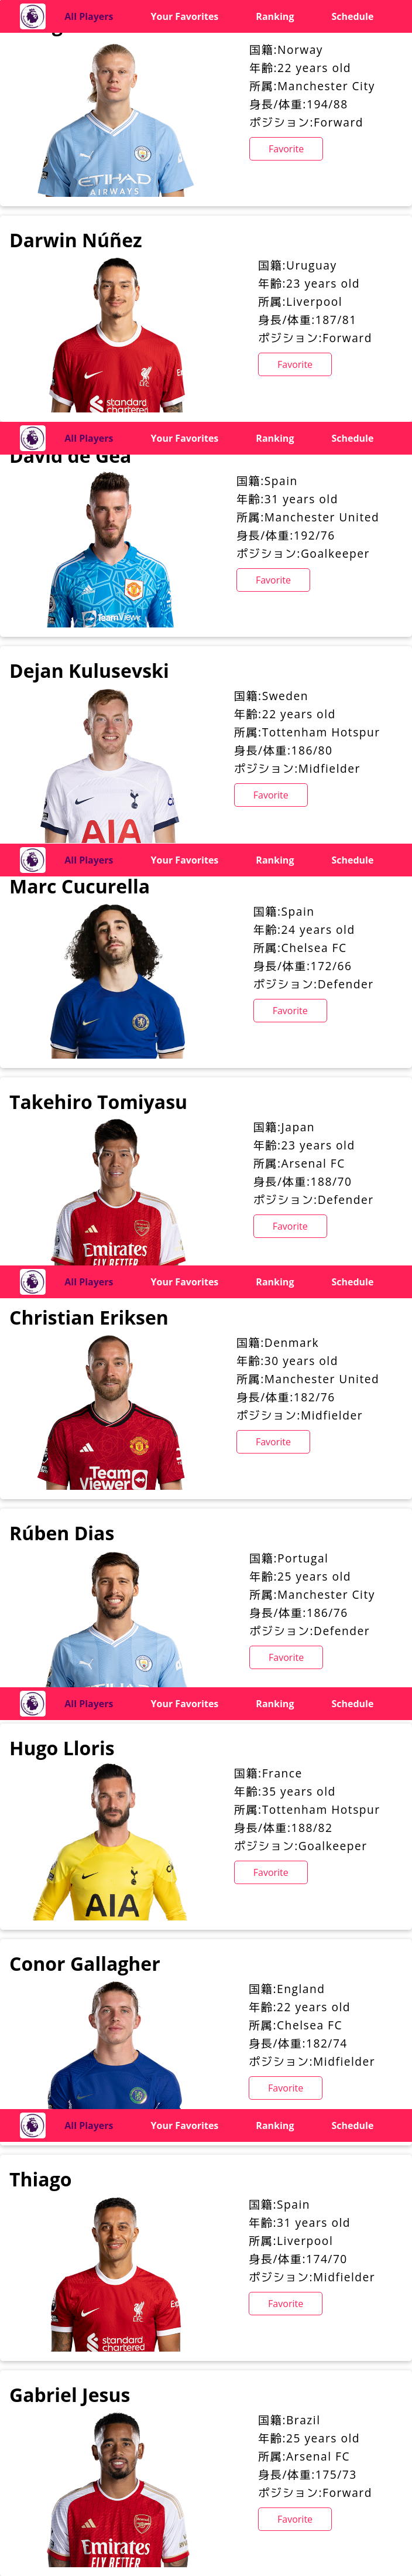 All Players Your Favorites Ranking Schedule
国籍:Norway
年齢:22 years old
所属:Manchester City
身長/体重:194/88
ポジション:Forward
Favorite
ETIHAD
AIRWAYS
Darwin Núñez
国籍:Uruguay
年齢:23 years old
所属:Liverpool
身長/体重:187/81
ポジション:Forward
Favorite
standard
chartered
All Players Your Favorites Ranking Schedule
David de Gea
国籍:Spain
年齢:31 years old
所属:Manchester United
身長/体重:192/76
ポジション:Goalkeeper
Favorite
Dejan Kulusevski
国籍:Sweden
年齢:22 years old
所属:Tottenham Hotspur
身長/体重:186/80
ポジション:Midfielder
Favorite
AIA
All Players Your Favorites Ranking Schedule
Marc Cucurella
国籍:Spain
年齢:24 years old
所属:Chelsea FC
身長/体重:172/66
ポジション:Defender
Favorite
Takehiro Tomiyasu
国籍:Japan
年齢:23 years old
所属:Arsenal FC
身長/体重:188/70
ポジション:Defender
Favorite
Emirates
FLY BETTER
All Players Your Favorites Ranking Schedule
Christian Eriksen
国籍:Denmark
年齢:30 years old
所属:Manchester United
身長/体重:182/76
ポジション:Midfielder
Favorite
Team
Viewer
Rúben Dias
国籍:Portugal
年齢:25 years old
所属:Manchester City
身長/体重:186/76
ポジション:Defender
Favorite
All Players Your Favorites Ranking Schedule
Hugo Lloris
国籍:France
年齢:35 years old
所属:Tottenham Hotspur
身長/体重:188/82
ポジション:Goalkeeper
Favorite
AIA
Conor Gallagher
国籍:England
年齢:22 years old
所属:Chelsea FC
身長/体重:182/74
ポジション:Midfielder
Favorite
All Players Your Favorites Ranking Schedule
Thiago
国籍:Spain
年齢:31 years old
所属:Liverpool
身長/体重:174/70
ポジション:Midfielder
Favorite
standard
chartered
Gabriel Jesus
国籍:Brazil
年齢:25 years old
所属:Arsenal FC
身長/体重:175/73
ポジション:Forward
Favorite
Emirates